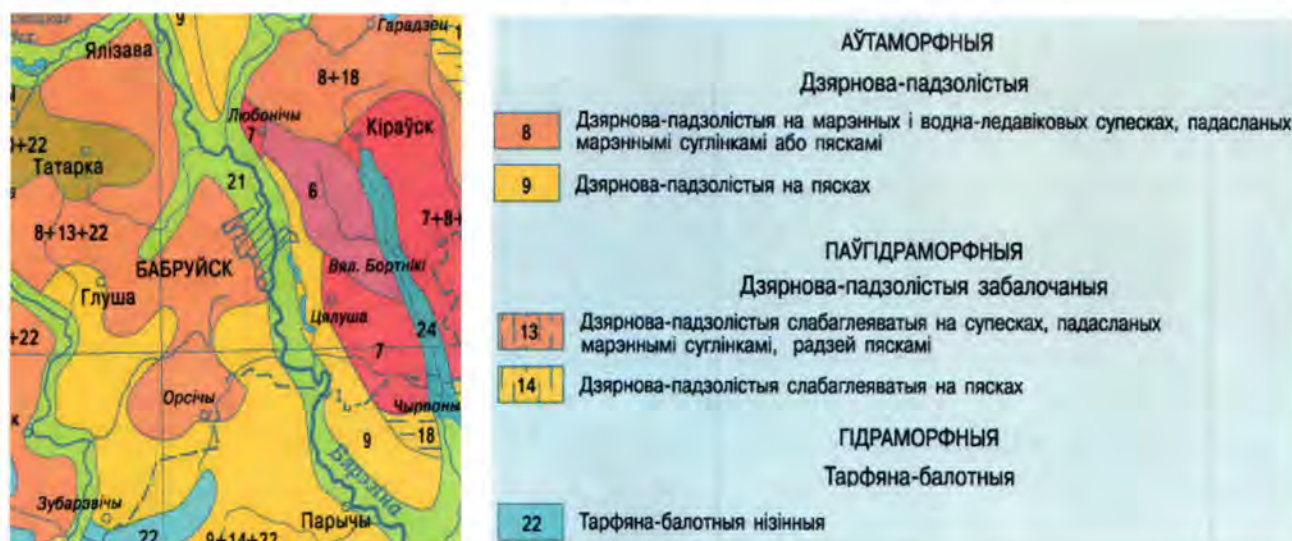 9
Гарадзец
Ялізава
8+18
Любонічы
7
Кіраўск
+22
Татарка
21
6
7+8+
8+13+22
БАБРУЙСК
Вял. Бортнікі
Глуша
Цялуша
+22
24
7
Орсічы
Чырвоны
9
18
Бярэзіна
Зубарэвічы
Парычы
22
9+14+22
АЎТАМОРФНЫЯ
Дзярнова-падзолістыя
8 Дзярнова-падзолістыя на марэнных і водна-ледавіковых супесках, падасланых
марэннымі суглінкамі або пяскамі
9 Дзярнова-падзолістыя на пясках
ПАЎГІДРАМОРФНЫЯ
Дзярнова-падзолістыя забалочаныя
13 Дзярнова-падзолістыя слабаглеяватыя на супесках, падасланых
марэннымі суглінкамі, радзей пяскамі
14 Дзярнова-падзолістыя слабаглеяватыя на пясках
ГІДРАМОРФНЫЯ
Тарфяна-балотныя
22 Тарфяна-балотныя нізінныя